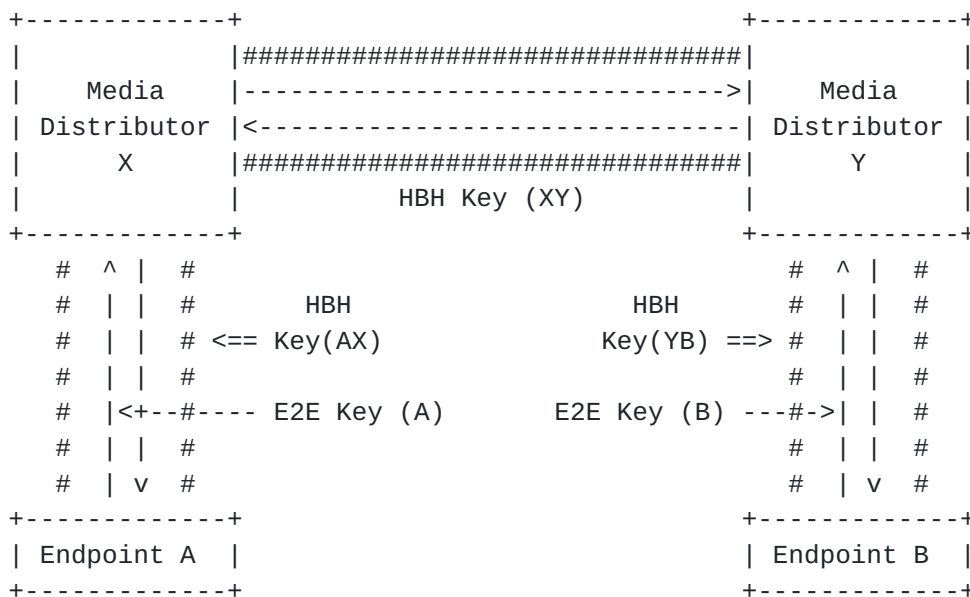 Media Media
Distributor Distributor
X Y
HBH Key (XY)
HBH HBH
<== Key(AX) Key(YB) ==>
E2E Key (A) E2E Key (B)
Endpoint A Endpoint B